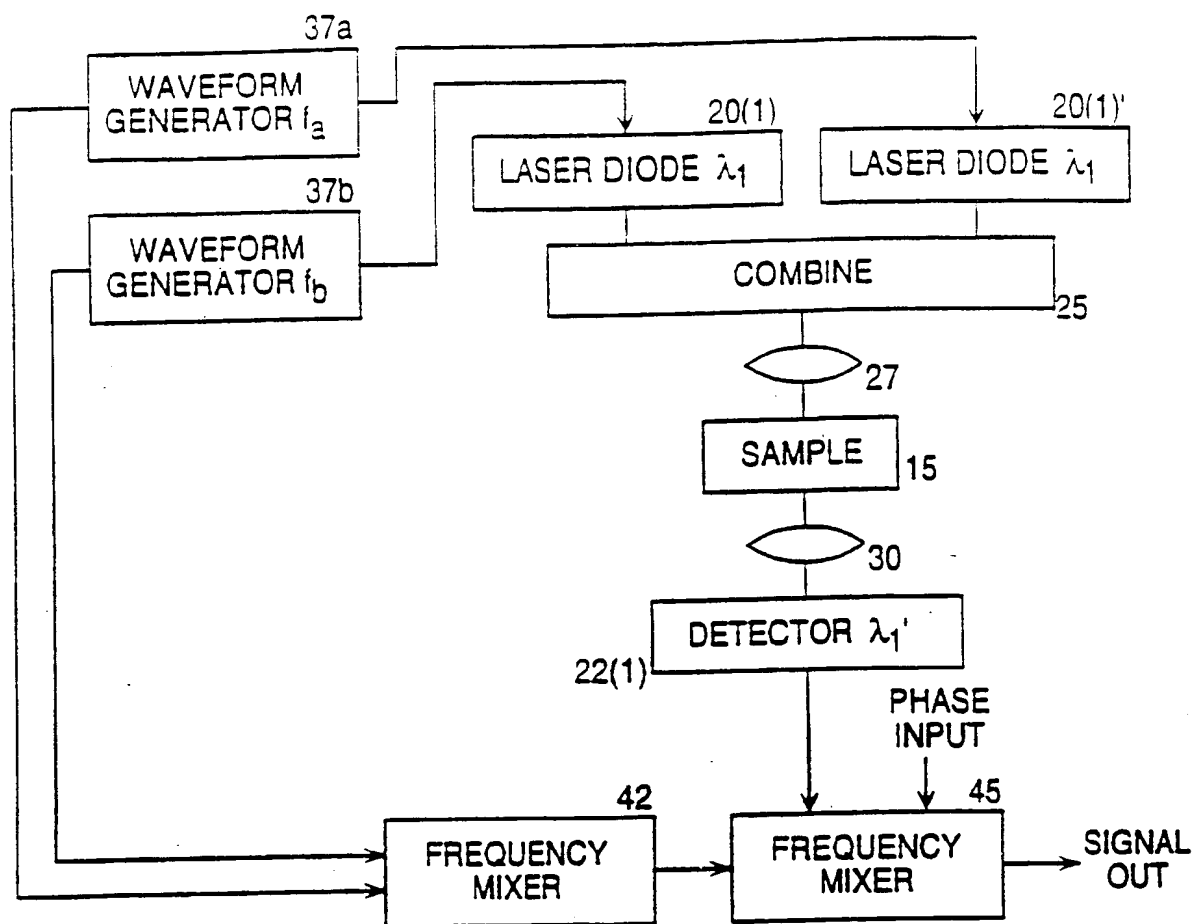 37a
WAVEFORM
GENERATOR fa
37b
WAVEFORM
GENERATOR fb
20(1)
LASER DIODE λ1
20(1)'
LASER DIODE λ1
COMBINE
25
27
SAMPLE
15
30
DETECTOR λ1'
22(1)
PHASE
INPUT
42
FREQUENCY
MIXER
45
FREQUENCY
MIXER
SIGNAL
OUT